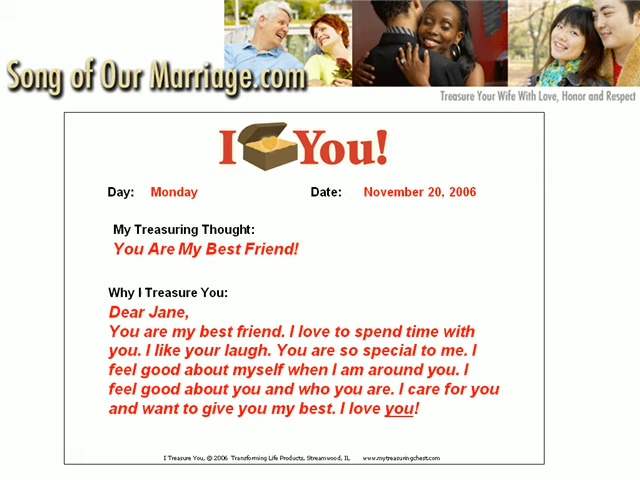 Song of Our Marriage.com
Treasure Your Wife With Love, Honor and Respect
I You!
Day: Monday Date: November 20, 2006
My Treasuring Thought:
You Are My Best Friend!
Why I Treasure You:
Dear Jane,
You are my best friend. I love to spend time with
you. I like your laugh. You are so special to me. I
feel good about myself when I am around you. I
feel good about you and who you are. I care for you
and want to give you my best. I love you!
I Treasure You, © 2006 Transforming Life Products, Streamwood, IL www.mytreasuringchest.com